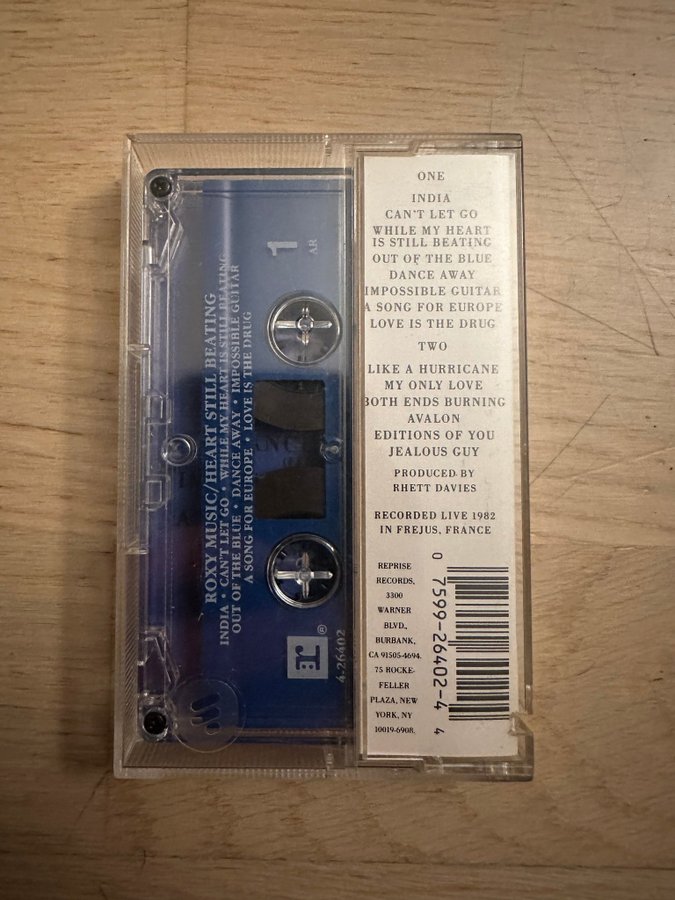 ONE
INDIA
CAN'T LET GO
WHILE MY HEART
IS STILL BEATING
OUT OF THE BLUE
DANCE AWAY
IMPOSSIBLE GUITAR
A SONG FOR EUROPE
LOVE IS THE DRUG
TWO
LIKE A HURRICANE
MY ONLY LOVE
BOTH ENDS BURNING
AVALON
EDITIONS OF YOU
JEALOUS GUY
PRODUCED BY
RHETT DAVIES
RECORDED LIVE 1982
IN FREJUS, FRANCE
REPRISE
RECORDS,
3300
WARNER
BLVD.,
BURBANK,
CA 91505-4694.
75 ROCKE-
FELLER
PLAZA, NEW
YORK, NY
10019-6908.
0 7599-26402-4 4
ROXY MUSIC/HEART STILL BEATING
INDIA • CAN'T LET GO • WHILE MY HEART IS STILL BEATING
OUT OF THE BLUE • DANCE AWAY • IMPOSSIBLE GUITAR
A SONG FOR EUROPE • LOVE IS THE DRUG
1
AR
r®
4-26402